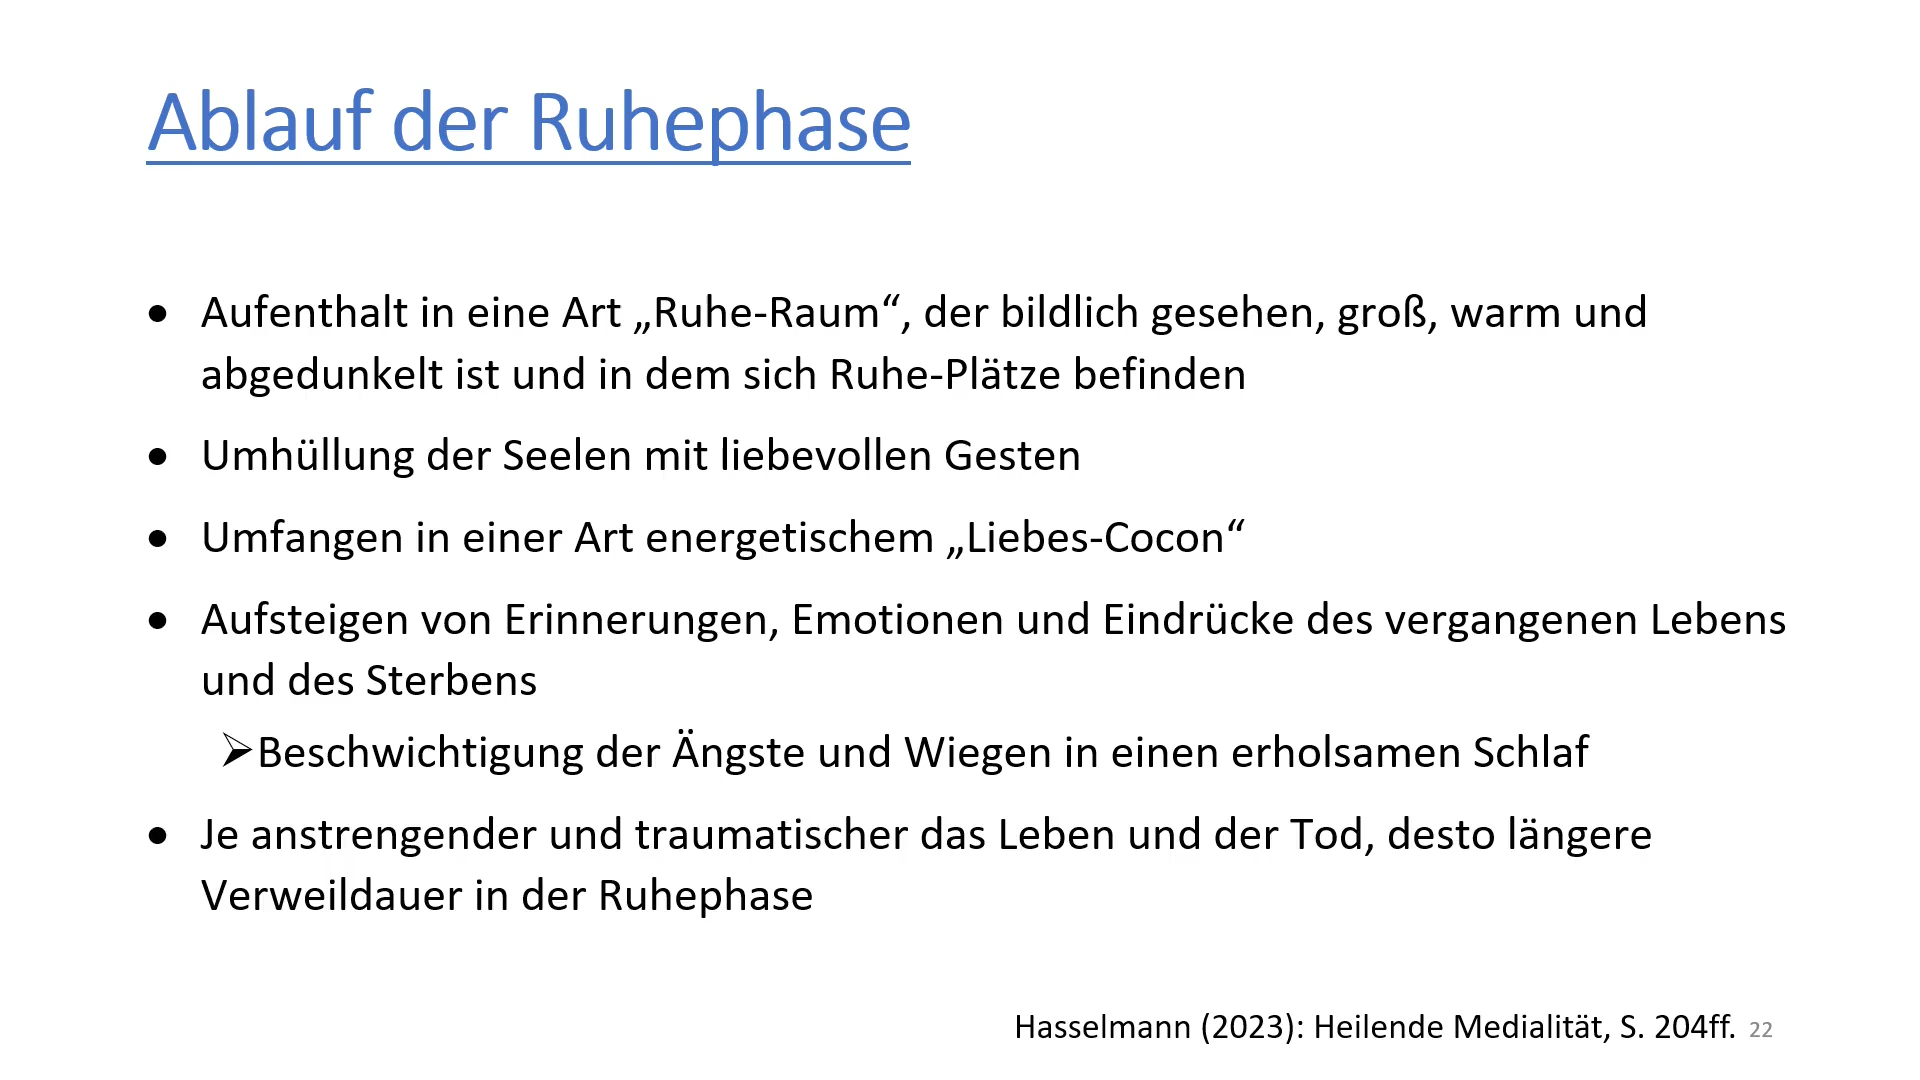 Ablauf der Ruhephase
• Aufenthalt in eine Art „Ruhe-Raum“, der bildlich gesehen, groß, warm und
abgedunkelt ist und in dem sich Ruhe-Plätze befinden
• Umhüllung der Seelen mit liebevollen Gesten
• Umfangen in einer Art energetischem „Liebes-Cocon“
• Aufsteigen von Erinnerungen, Emotionen und Eindrücke des vergangenen Lebens
und des Sterbens
➢Beschwichtigung der Ängste und Wiegen in einen erholsamen Schlaf
• Je anstrengender und traumatischer das Leben und der Tod, desto längere
Verweildauer in der Ruhephase
Hasselmann (2023): Heilende Medialität, S. 204ff. 22